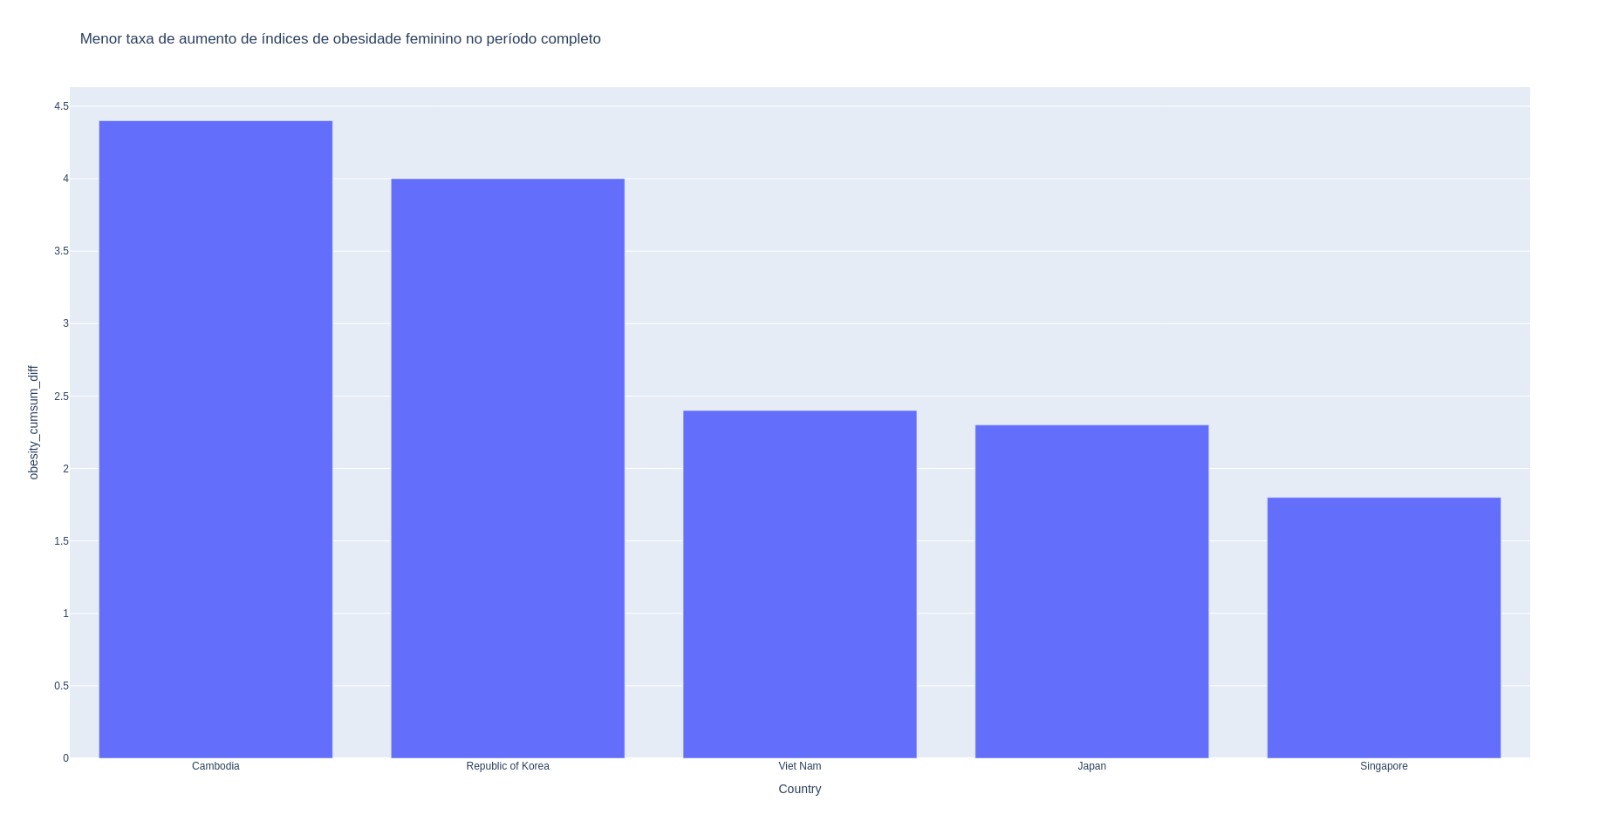 Menor taxa de aumento de índices de obesidade feminino no período completo
4.5
4
3.5
3
2.5
2
1.5
1
0.5
0
obesity_cumsum_diff
Cambodia
Republic of Korea
Viet Nam
Japan
Singapore
Country